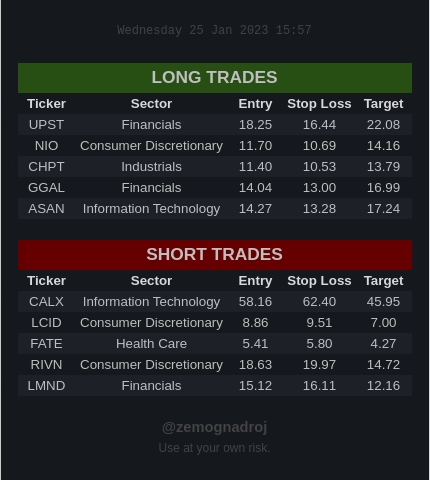 Wednesday 25 Jan 2023 15:57
LONG TRADES
Ticker Sector Entry Stop Loss Target
UPST Financials 18.25 16.44 22.08
NIO Consumer Discretionary 11.70 10.69 14.16
CHPT Industrials 11.40 10.53 13.79
GGAL Financials 14.04 13.00 16.99
ASAN Information Technology 14.27 13.28 17.24
SHORT TRADES
Ticker Sector Entry Stop Loss Target
CALX Information Technology 58.16 62.40 45.95
LCID Consumer Discretionary 8.86 9.51 7.00
FATE Health Care 5.41 5.80 4.27
RIVN Consumer Discretionary 18.63 19.97 14.72
LMND Financials 15.12 16.11 12.16
@zemognadroj
Use at your own risk.